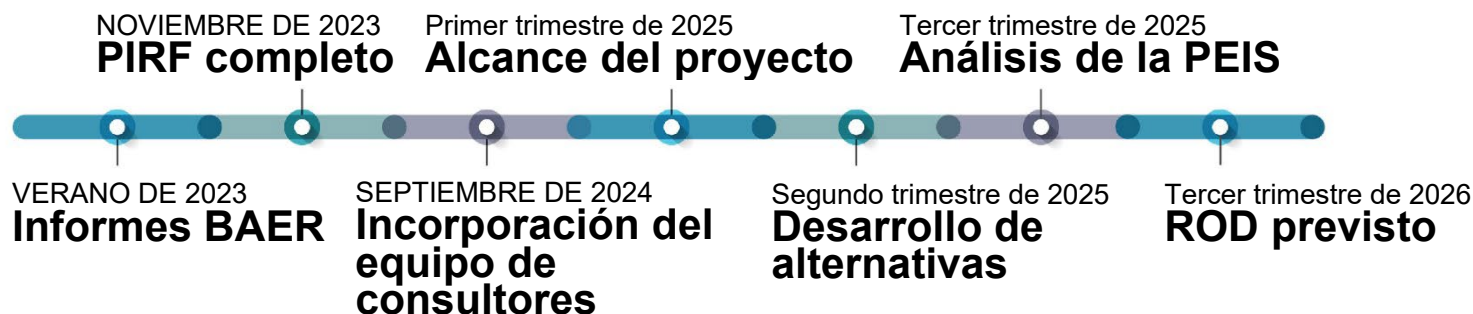 NOVIEMBRE DE 2023
PIRF completo
Primer trimestre de 2025
Alcance del proyecto
Tercer trimestre de 2025
Análisis de la PEIS
VERANO DE 2023
Informes BAER
SEPTIEMBRE DE 2024
Incorporación del
equipo de
consultores
Segundo trimestre de 2025
Desarrollo de
alternativas
Tercer trimestre de 2026
ROD previsto